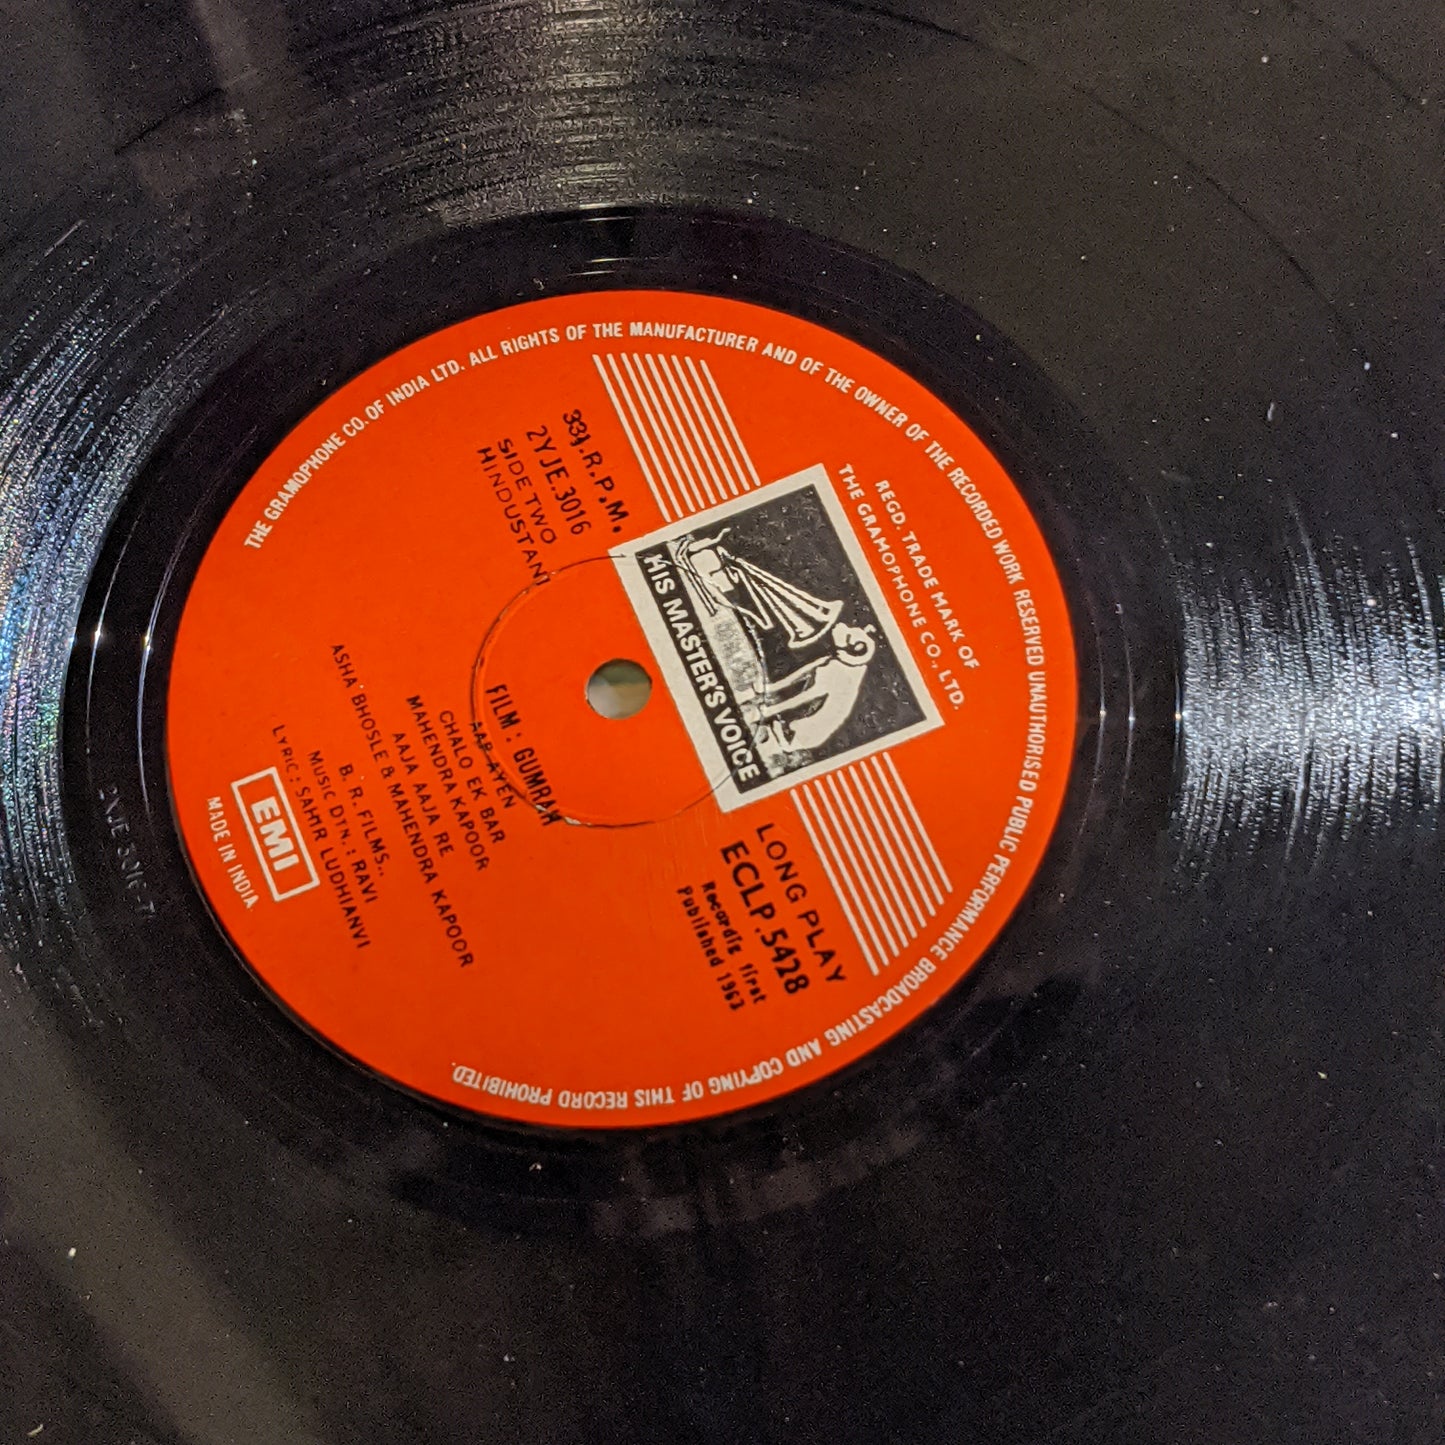 THE GRAMOPHONE CO. OF INDIA LTD. ALL RIGHTS OF THE MANUFACTURER AND OF THE OWNER OF THE RECORDED WORK RESERVED UNAUTHORISED PUBLIC PERFORMANCE BROADCASTING AND COPYING OF THIS RECORD PROHIBITED.
REGD. TRADE MARK OF
THE GRAMOPHONE CO., LTD.
HIS MASTER'S VOICE
33⅓.R.P.M.
2YJE.3016
SIDE TWO
HINDUSTANI
LONG PLAY
ECLP.5428
Recordig first
Published 1963
FILM : GUMRAH
AAP AYEN
CHALO EK BAR
MAHENDRA KAPOOR
AAJA AAJA RE
ASHA BHOSLE & MAHENDRA KAPOOR
B. R. FILMS..
MUSIC DTN. : RAVI
LYRIC : SAHIR LUDHIANVI
EMI
MADE IN INDIA.